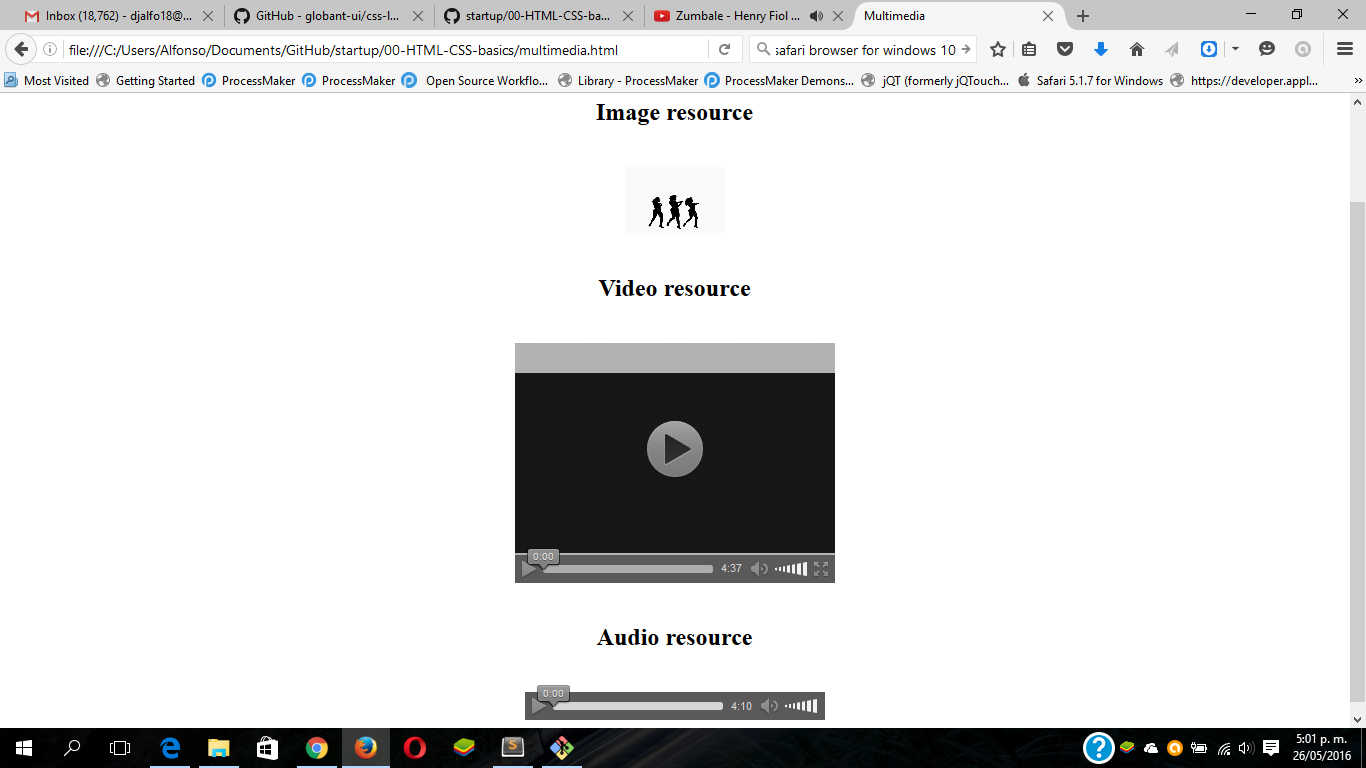 Inbox (18,762) - djalfo18@...
GitHub - globant-ui/css-l...
startup/00-HTML-CSS-ba...
Zumbale - Henry Fiol ...
Multimedia
file:///C:/Users/Alfonso/Documents/GitHub/startup/00-HTML-CSS-basics/multimedia.html
safari browser for windows 10
Most Visited
Getting Started
ProcessMaker
ProcessMaker
Open Source Workflo...
Library - ProcessMaker
ProcessMaker Demons...
jQT (formerly jQTouch...
Safari 5.1.7 for Windows
https://developer.appl...
Image resource
Video resource
0:00
4:37
Audio resource
0:00
4:10
5:01 p. m.
26/05/2016